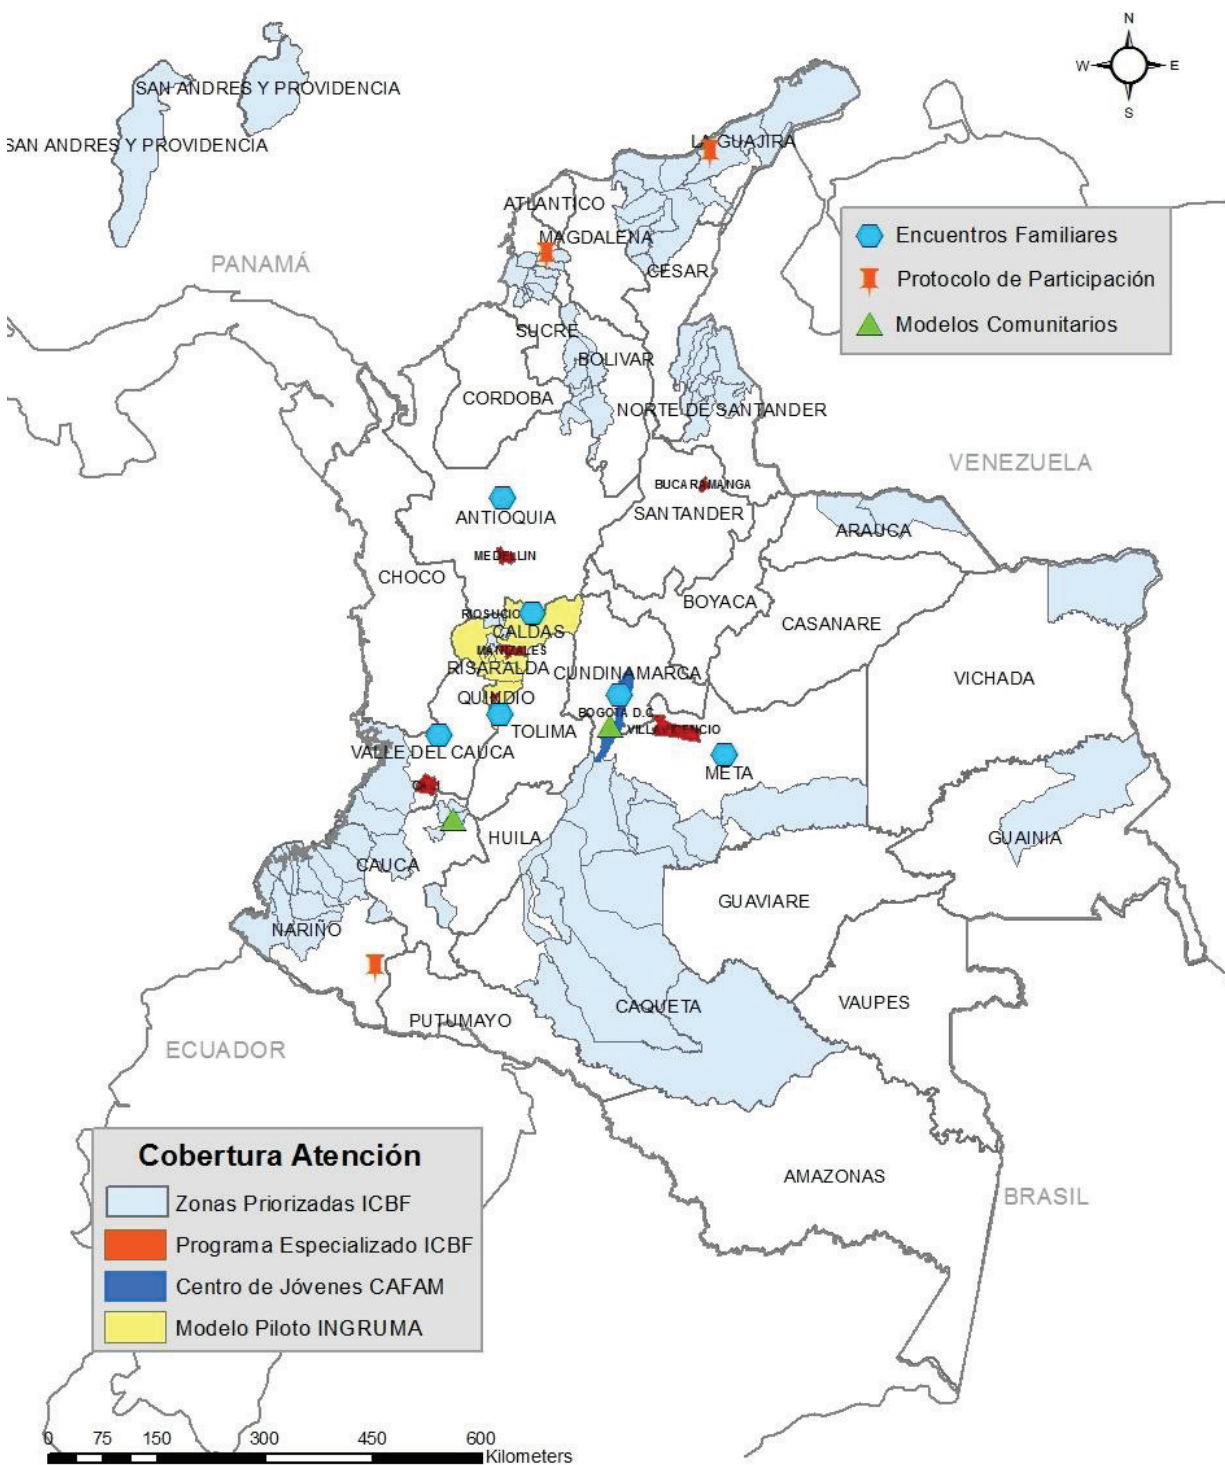 N
W E
S
SAN ANDRES Y PROVIDENCIA
SAN ANDRES Y PROVIDENCIA
LA GUAJIRA
ATLANTICO
MAGDALENA
PANAMÁ
CESAR
Encuentros Familiares
Protocolo de Participación
Modelos Comunitarios
SUCRE
BOLIVAR
CORDOBA
NORTE DE SANTANDER
VENEZUELA
BUCARAMANGA
SANTANDER
ANTIOQUIA
ARAUCA
MEDELLIN
CHOCO
BOYACA
RIOSUCIO
CALDAS
CASANARE
MANIZALES
RISARALDA
CUNDINAMARCA
VICHADA
QUINDIO
BOGOTA D.C.
TOLIMA
VILLAVICENCIO
VALLE DEL CAUCA
META
CALI
HUILA
GUAINIA
CAUCA
GUAVIARE
NARIÑO
VAUPES
CAQUETA
PUTUMAYO
ECUADOR
AMAZONAS
BRASIL
Cobertura Atención
Zonas Priorizadas ICBF
Programa Especializado ICBF
Centro de Jóvenes CAFAM
Modelo Piloto INGRUMA
0 75 150 300 450 600
Kilometers